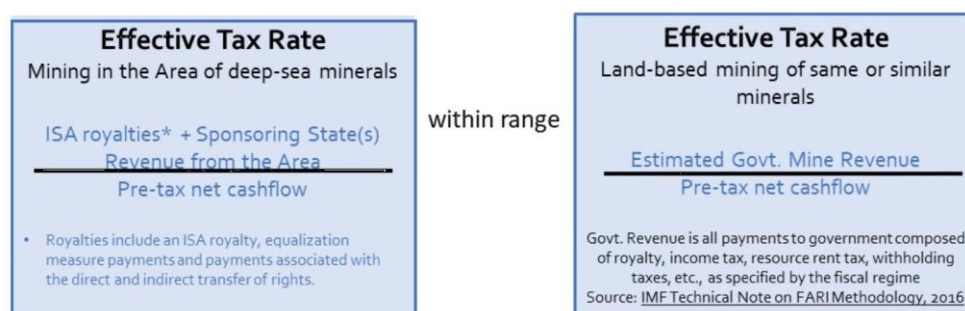 Effective Tax Rate
Mining in the Area of deep-sea minerals
ISA royalties* + Sponsoring State(s)
Revenue from the Area
Pre-tax net cashflow
• Royalties include an ISA royalty, equalization
measure payments and payments associated with
the direct and indirect transfer of rights.
within range
Effective Tax Rate
Land-based mining of same or similar
minerals
Estimated Govt. Mine Revenue
Pre-tax net cashflow
Govt. Revenue is all payments to government composed
of royalty, income tax, resource rent tax, withholding
taxes, etc., as specified by the fiscal regime
Source: IMF Technical Note on FARI Methodology, 2016